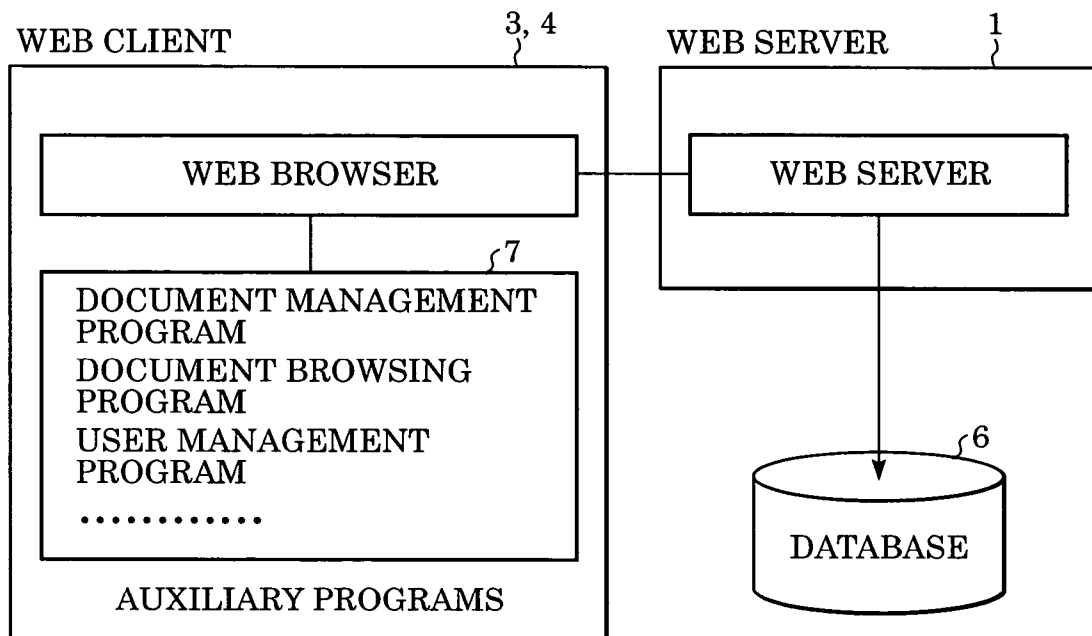 WEB CLIENT
3, 4
WEB BROWSER
7
DOCUMENT MANAGEMENT
PROGRAM
DOCUMENT BROWSING
PROGRAM
USER MANAGEMENT
PROGRAM
............
AUXILIARY PROGRAMS
WEB SERVER
1
WEB SERVER
6
DATABASE